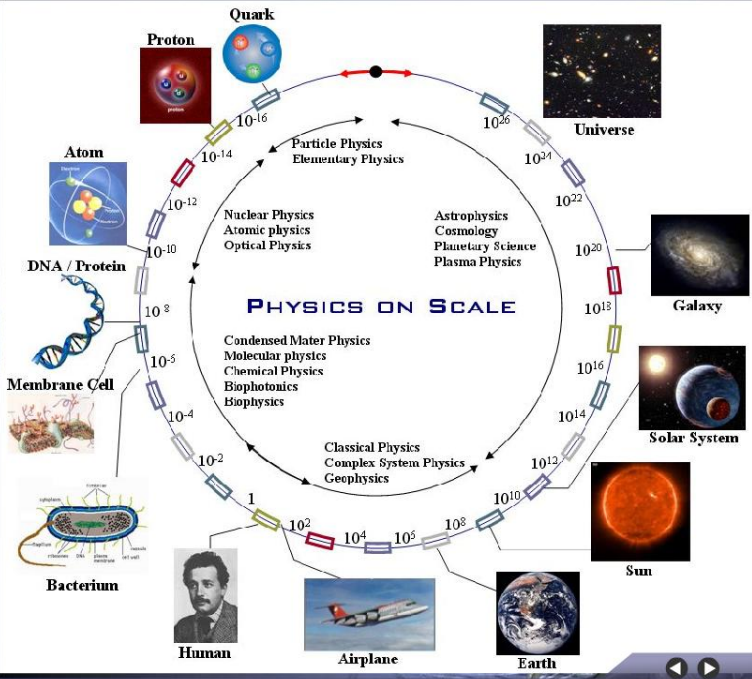 Quark
Proton
proton
Universe
10-16
10-14
10-12
10-10
10-8
10-5
10-4
10-2
1
10²
10⁴
10⁶
10⁸
10¹⁰
10¹²
10¹⁴
10¹⁶
10¹⁸
10²⁰
10²²
10²⁴
10²⁶
Particle Physics
Elementary Physics
Atom
Nuclear Physics
Atomic physics
Optical Physics
Astrophysics
Cosmology
Planetary Science
Plasma Physics
DNA / Protein
PHYSICS ON SCALE
Galaxy
Condensed Mater Physics
Molecular physics
Chemical Physics
Biophotonics
Biophysics
Membrane Cell
Solar System
Classical Physics
Complex System Physics
Geophysics
Bacterium
Sun
Human
Airplane
Earth